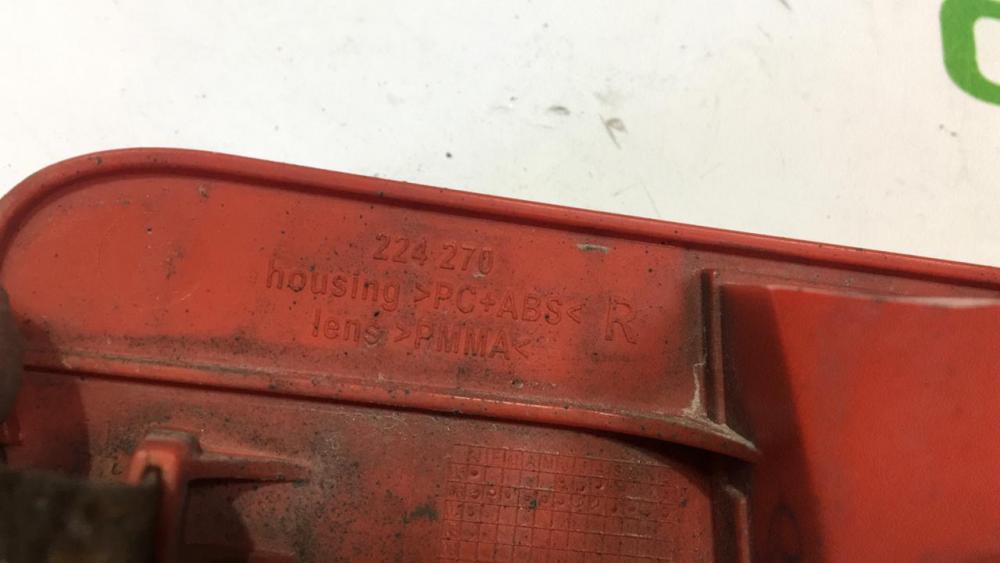 224.270
housing >PC+ABS< R
lens >PMMA<
J F M A M J J A S